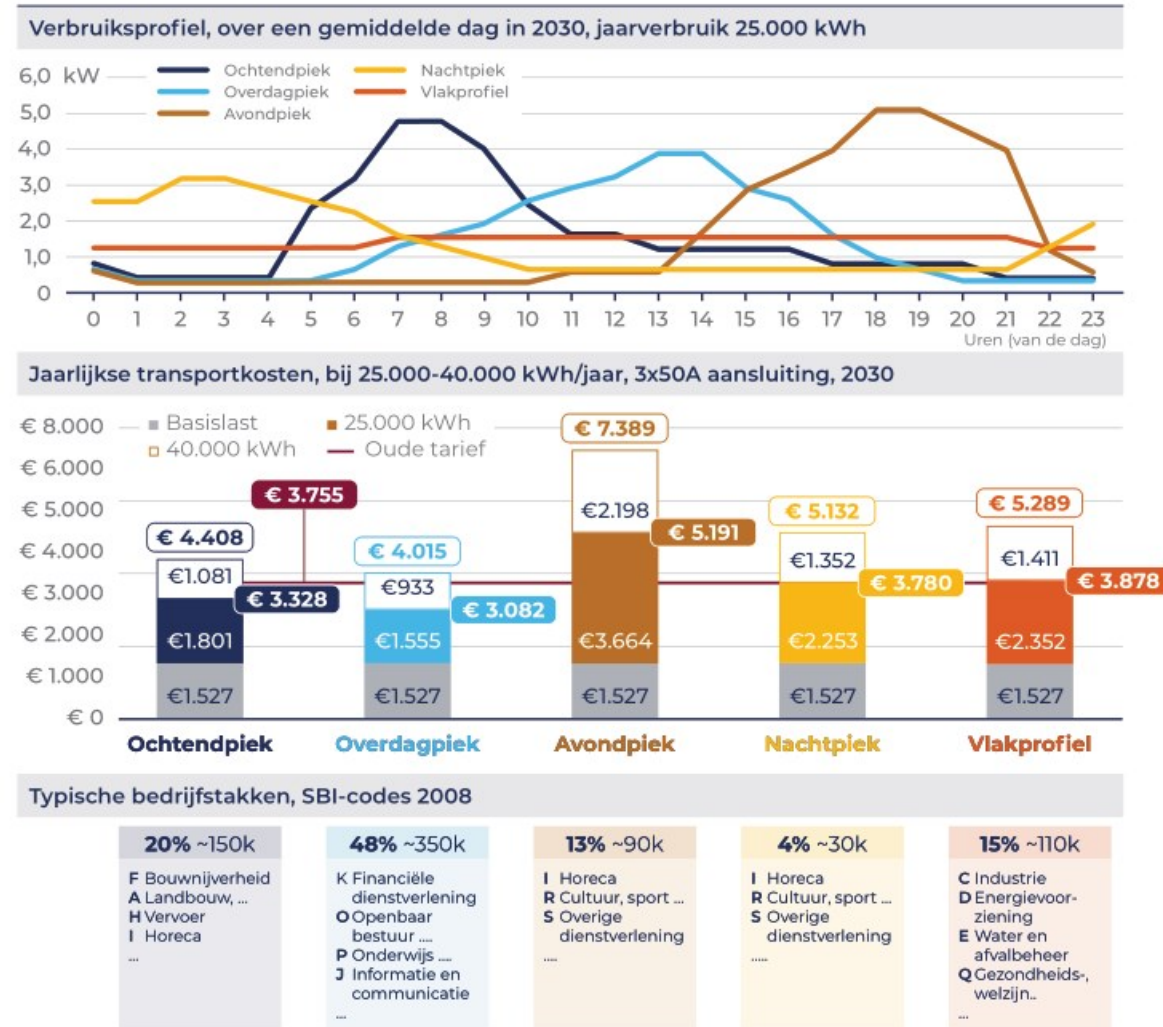 Verbruiksprofiel, over een gemiddelde dag in 2030, jaarverbruik 25.000 kWh
6,0 kW
Ochtendpiek
Nachtpiek
Overdagpiek
Vlakprofiel
Avondpiek
5,0
4,0
3,0
2,0
1,0
0
0 1 2 3 4 5 6 7 8 9 10 11 12 13 14 15 16 17 18 19 20 21 22 23
Uren (van de dag)
Jaarlijkse transportkosten, bij 25.000-40.000 kWh/jaar, 3x50A aansluiting, 2030
Basislast
25.000 kWh
40.000 kWh
Oude tarief
€ 8.000
€ 6.000
€ 5.000
€ 4.000
€ 3.000
€ 2.000
€ 1.000
€ 0
€ 3.755
€ 4.408
€1.081
€ 3.328
€1.801
€1.527
€ 4.015
€933
€ 3.082
€1.555
€1.527
€ 7.389
€2.198
€ 5.191
€3.664
€1.527
€ 5.132
€1.352
€ 3.780
€2.253
€1.527
€ 5.289
€1.411
€ 3.878
€2.352
€1.527
Ochtendpiek Overdagpiek Avondpiek Nachtpiek Vlakprofiel
Typische bedrijfstakken, SBI-codes 2008
20% ~150k
F Bouwnijverheid
A Landbouw, ...
H Vervoer
I Horeca
...
48% ~350k
K Financiële
dienstverlening
O Openbaar
bestuur ....
P Onderwijs ....
J Informatie en
communicatie
...
13% ~90k
I Horeca
R Cultuur, sport ...
S Overige
dienstverlening
....
4% ~30k
I Horeca
R Cultuur, sport ...
S Overige
dienstverlening
.....
15% ~110k
C Industrie
D Energievoor-
ziening
E Water en
afvalbeheer
Q Gezondheids-,
welzijn..
...